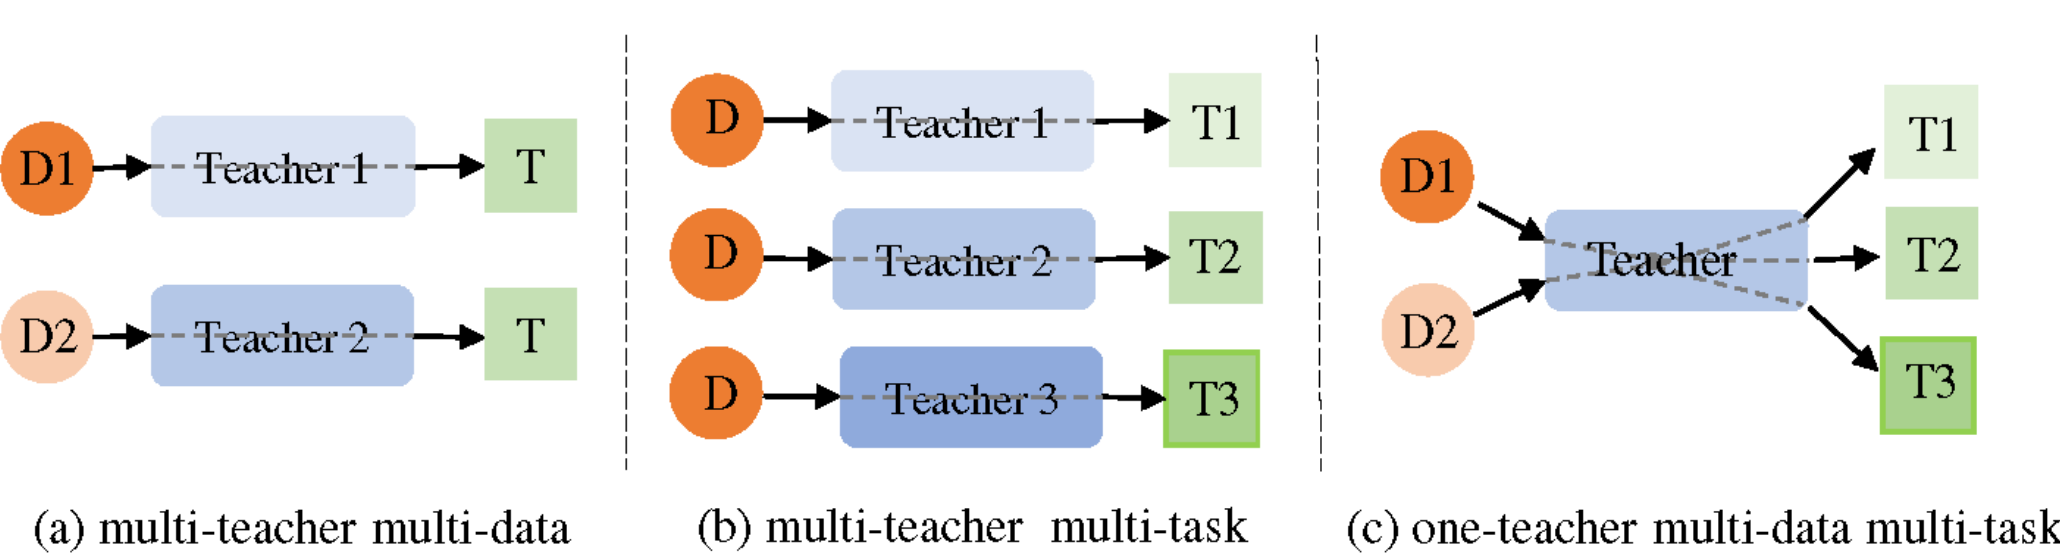 D1 Teacher 1 T
D2 Teacher 2 T
(a) multi-teacher multi-data
D Teacher 1 T1
D Teacher 2 T2
D Teacher 3 T3
(b) multi-teacher multi-task
D1
D2
Teacher
T1
T2
T3
(c) one-teacher multi-data multi-task